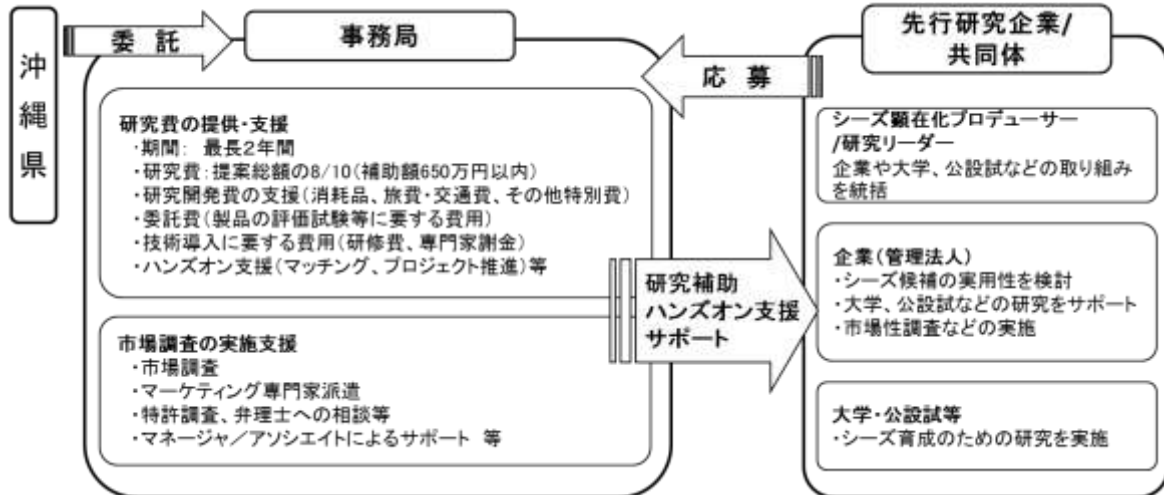 沖縄県
委 託
事務局
先行研究企業/
共同体
応 募
研究費の提供・支援
・期間: 最長2年間
・研究費:提案総額の8/10(補助額650万円以内)
・研究開発費の支援(消耗品、旅費・交通費、その他特別費)
・委託費(製品の評価試験等に要する費用)
・技術導入に要する費用(研修費、専門家謝金)
・ハンズオン支援(マッチング、プロジェクト推進)等
市場調査の実施支援
・市場調査
・マーケティング専門家派遣
・特許調査、弁理士への相談等
・マネージャ/アソシエイトによるサポート 等
研究補助
ハンズオン支援
サポート
シーズ顕在化プロデューサー
/研究リーダー
企業や大学、公設試などの取り組み
を統括
企業(管理法人)
・シーズ候補の実用性を検討
・大学、公設試などの研究をサポート
・市場性調査などの実施
大学・公設試等
・シーズ育成のための研究を実施